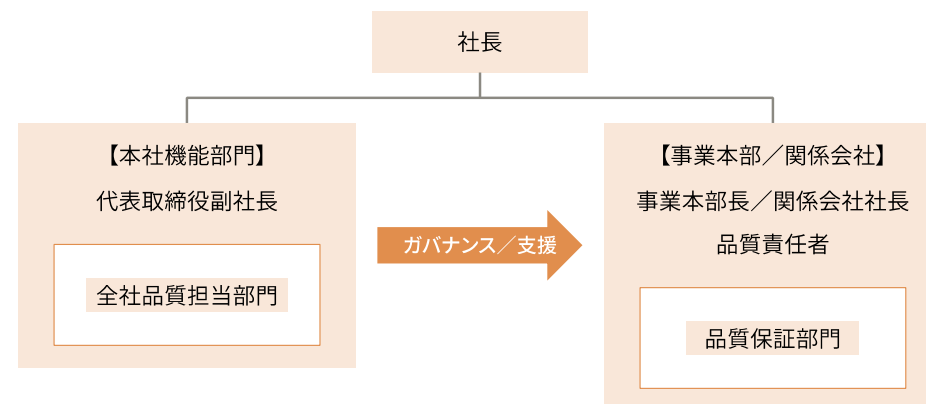 社長
【本社機能部門】
代表取締役副社長
全社品質担当部門
ガバナンス／支援
【事業本部／関係会社】
事業本部長／関係会社社長
品質責任者
品質保証部門